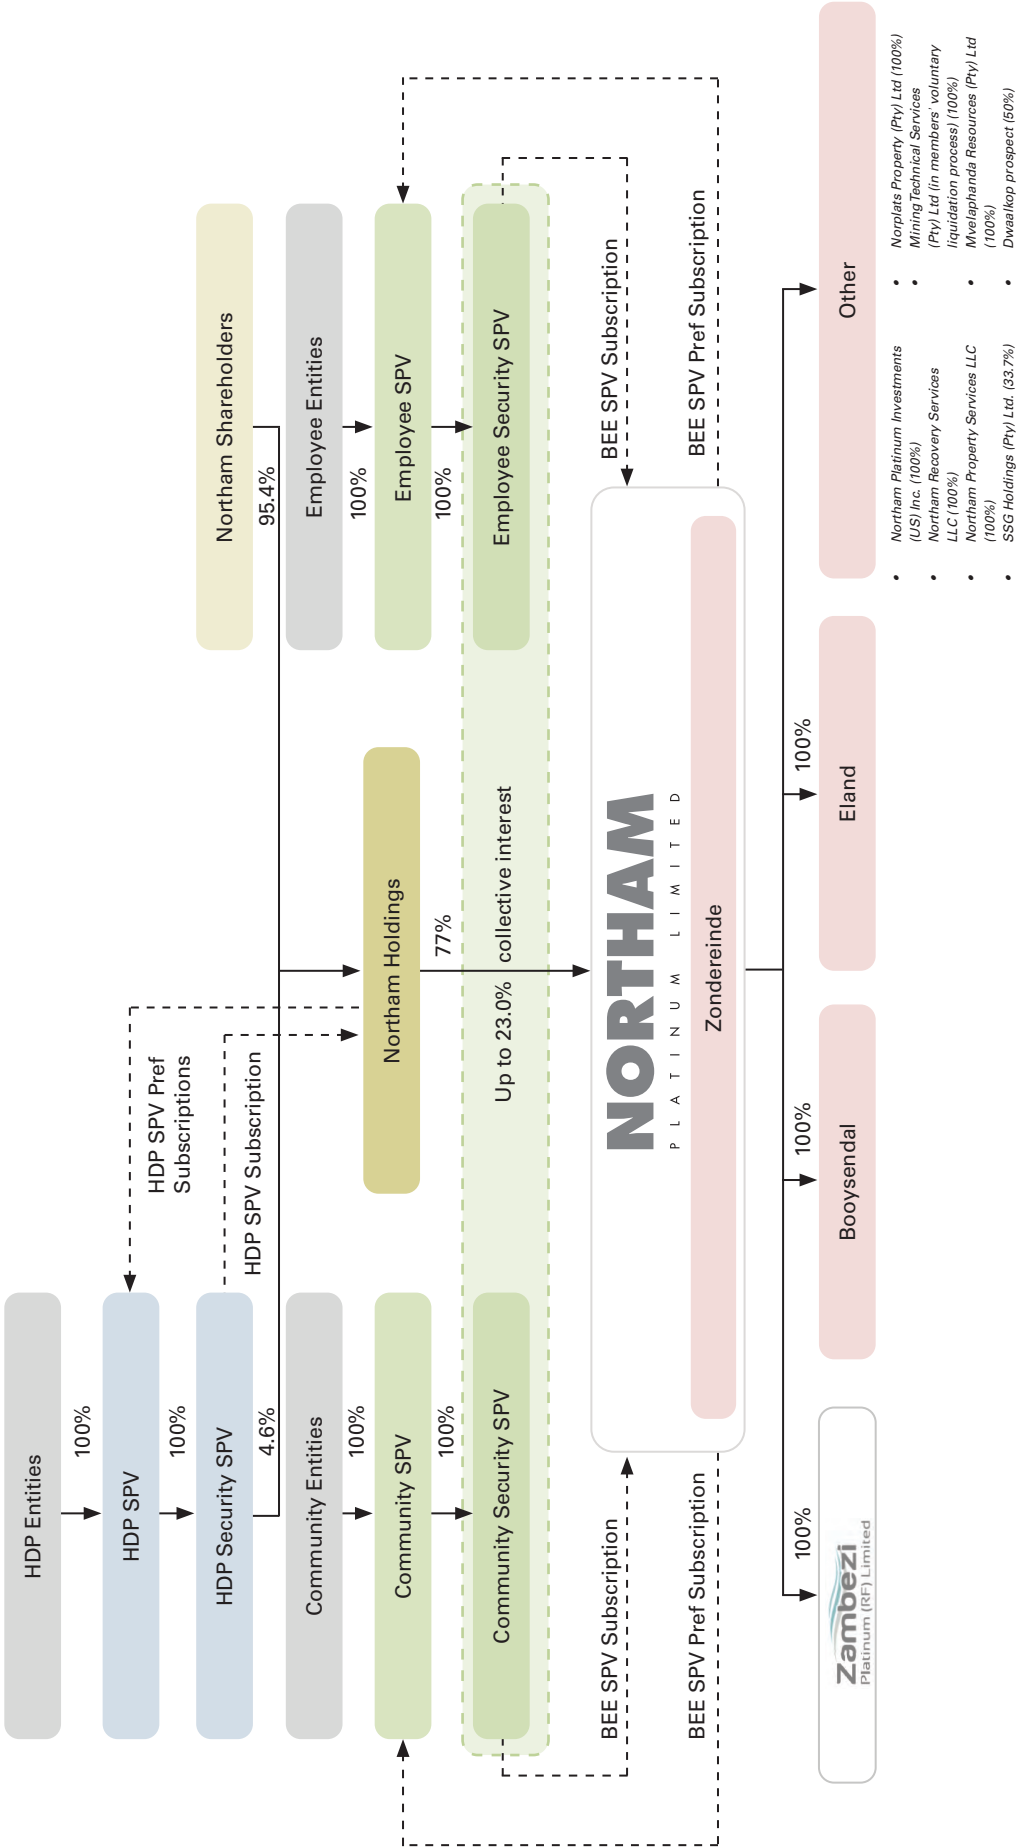 HDP Entities
100%
HDP SPV
100%
HDP Security SPV
4.6%
HDP SPV Pref
Subscriptions
HDP SPV Subscription
Northam Shareholders
95.4%
Community Entities
100%
Community SPV
100%
Community Security SPV
Northam Holdings
77%
Up to 23.0% collective interest
Employee Entities
100%
Employee SPV
100%
Employee Security SPV
BEE SPV Subscription
BEE SPV Pref Subscription
NORTHAM
PLATINUM LIMITED
Zondereinde
BEE SPV Subscription
BEE SPV Pref Subscription
100%
Zambezi
Platinum (RF) Limited
100%
Booysendal
100%
Eland
Other
• Northam Platinum Investments
(US) Inc. (100%)
• Northam Recovery Services
LLC (100%)
• Northam Property Services LLC
(100%)
• SSG Holdings (Pty) Ltd. (33.7%)
• Norplats Property (Pty) Ltd (100%)
• Mining Technical Services
(Pty) Ltd (in members' voluntary
liquidation process) (100%)
• Mvelaphanda Resources (Pty) Ltd
(100%)
• Dwaalkop prospect (50%)